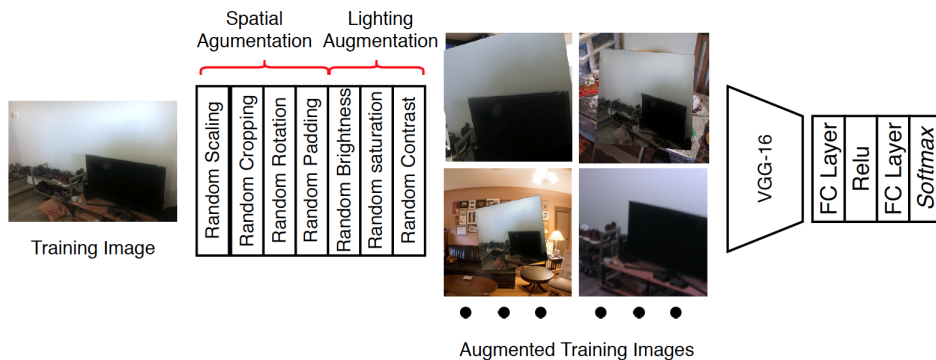 Spatial
Agumentation
Lighting
Augmentation
Training Image
Random Scaling
Random Cropping
Random Rotation
Random Padding
Random Brightness
Random saturation
Random Contrast
Augmented Training Images
VGG-16
FC Layer
Relu
FC Layer
Softmax